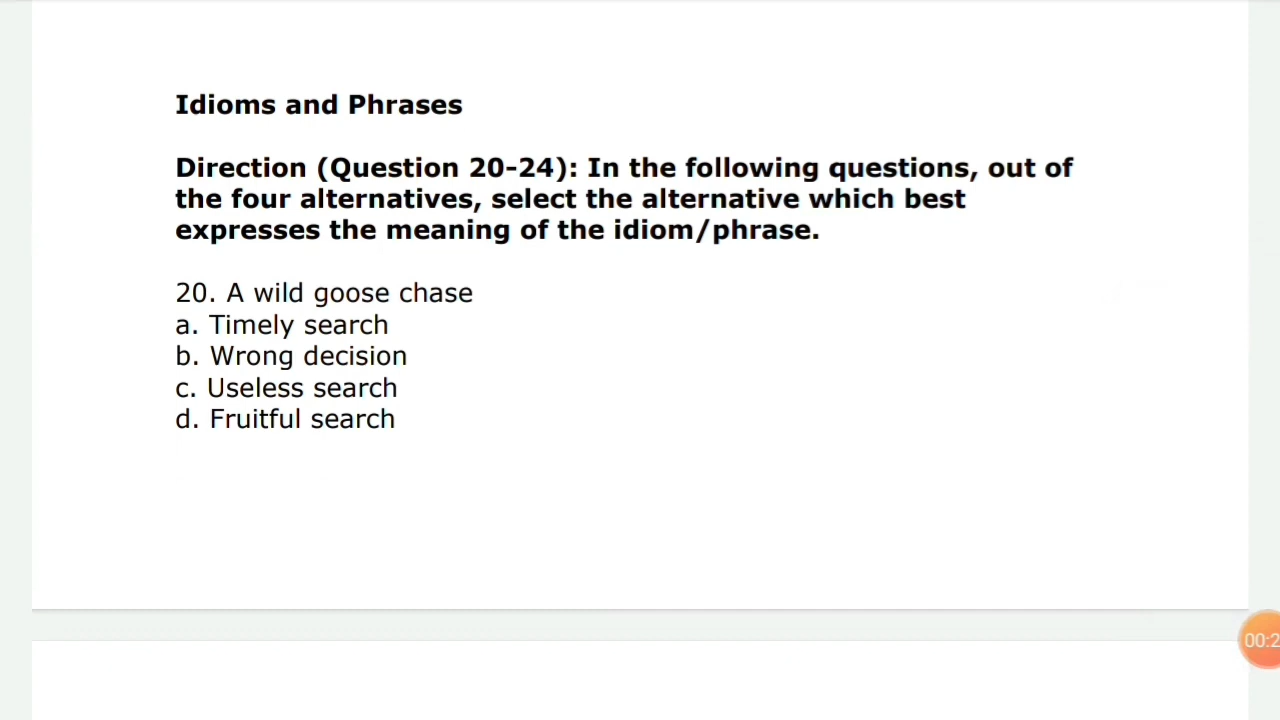 Idioms and Phrases
Direction (Question 20-24): In the following questions, out of
the four alternatives, select the alternative which best
expresses the meaning of the idiom/phrase.
20. A wild goose chase
a. Timely search
b. Wrong decision
c. Useless search
d. Fruitful search
00:2